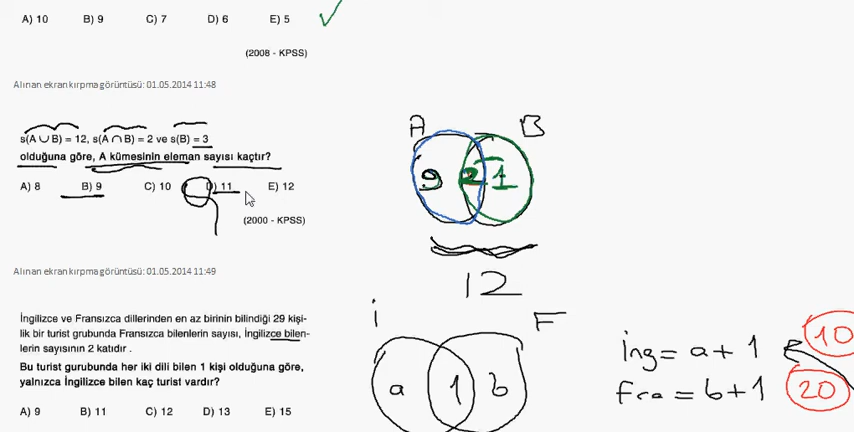 A) 10 B) 9 C) 7 D) 6 E) 5
(2008 - KPSS)
Alınan ekran kırpma görüntüsü: 01.05.2014 11:48
s(A ∪ B) = 12, s(A ∩ B) = 2 ve s(B) = 3
olduğuna göre, A kümesinin eleman sayısı kaçtır?
A) 8 B) 9 C) 10 D) 11 E) 12
(2000 - KPSS)
A B
9 2 1
12
Alınan ekran kırpma görüntüsü: 01.05.2014 11:49
İngilizce ve Fransızca dillerinden en az birinin bilindiği 29 kişi-
lik bir turist grubunda Fransızca bilenlerin sayısı, İngilizce bilen-
lerin sayısının 2 katıdır .
Bu turist gurubunda her iki dili bilen 1 kişi olduğuna göre,
yalnızca İngilizce bilen kaç turist vardır?
A) 9 B) 11 C) 12 D) 13 E) 15
İ F
a 1 b
ing = a + 1 10
Fra = b + 1 20